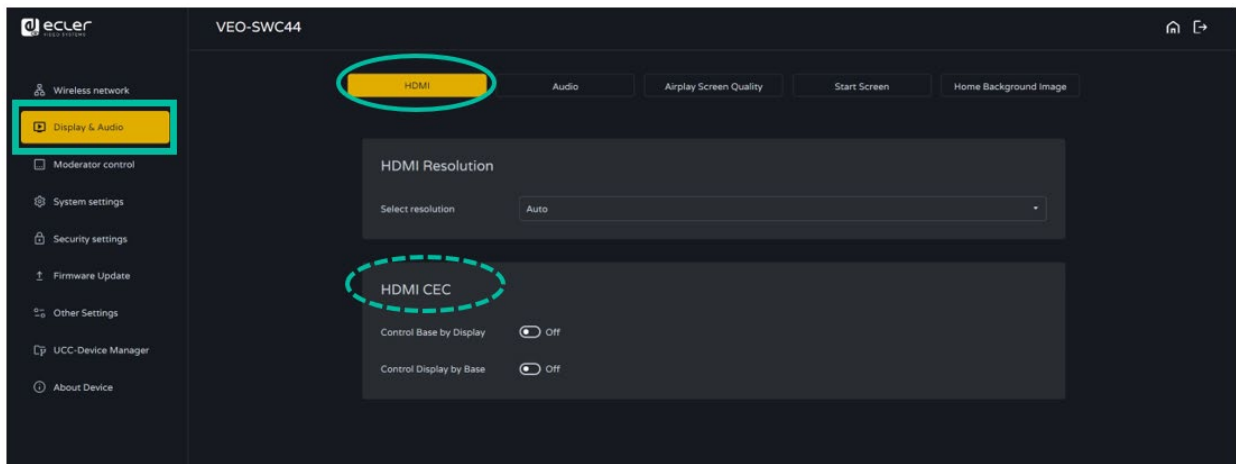 ecler
VIDEO SYSTEMS
VEO-SWC44
Wireless network
Display & Audio
Moderator control
System settings
Security settings
Firmware Update
Other Settings
UCC-Device Manager
About Device
HDMI
Audio
Airplay Screen Quality
Start Screen
Home Background Image
HDMI Resolution
Select resolution
Auto
HDMI CEC
Control Base by Display
Off
Control Display by Base
Off